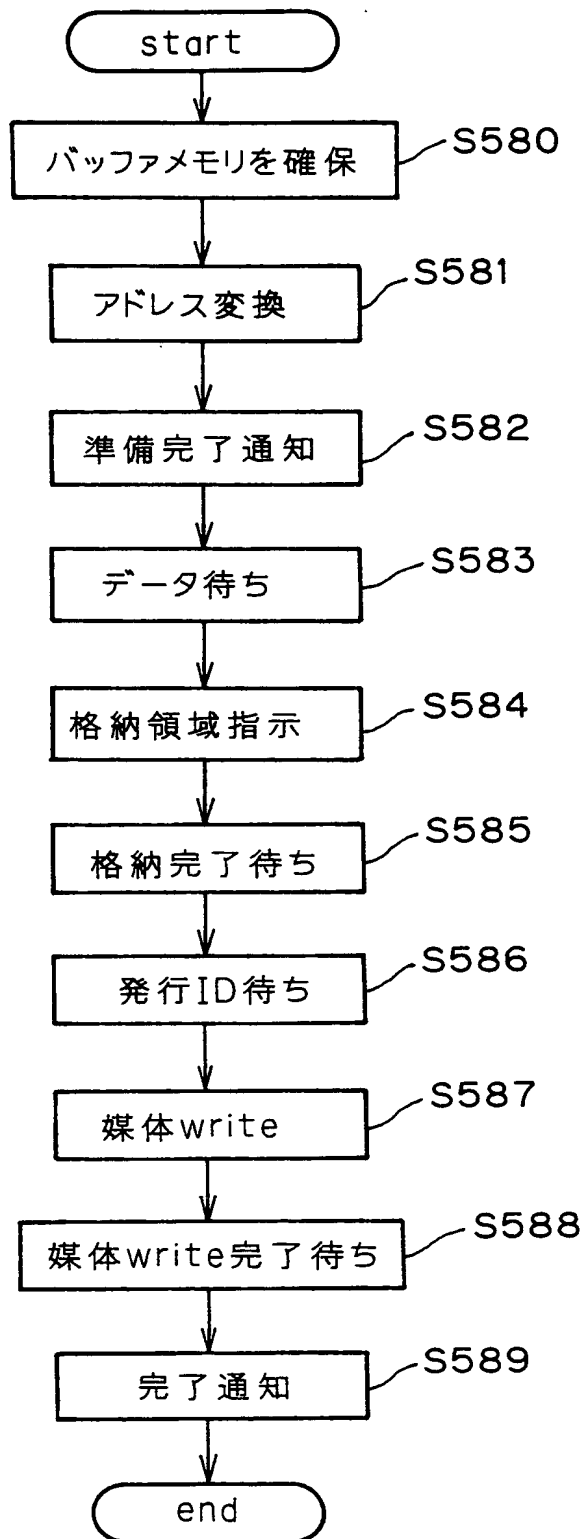 start
バッファメモリを確保
S580
アドレス変換
S581
準備完了通知
S582
データ待ち
S583
格納領域指示
S584
格納完了待ち
S585
発行ID待ち
S586
媒体write
S587
媒体write完了待ち
S588
完了通知
S589
end